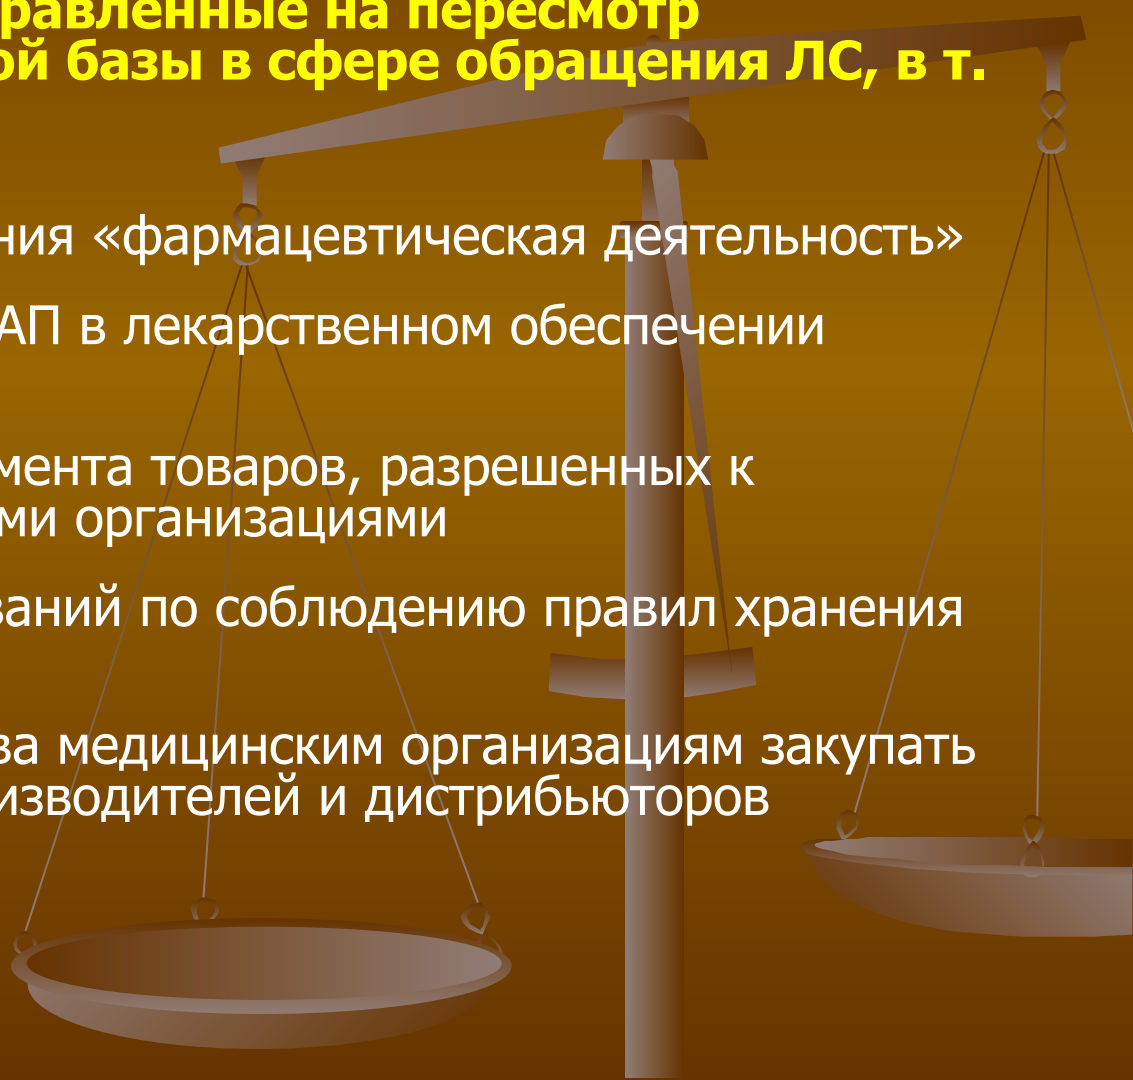 равленные на пересмотр
ой базы в сфере обращения ЛС, в т.
ния «фармацевтическая деятельность»
АП в лекарственном обеспечении
мента товаров, разрешенных к
ми организациями
ваний по соблюдению правил хранения
ва медицинским организациям закупать
изводителей и дистрибьюторов